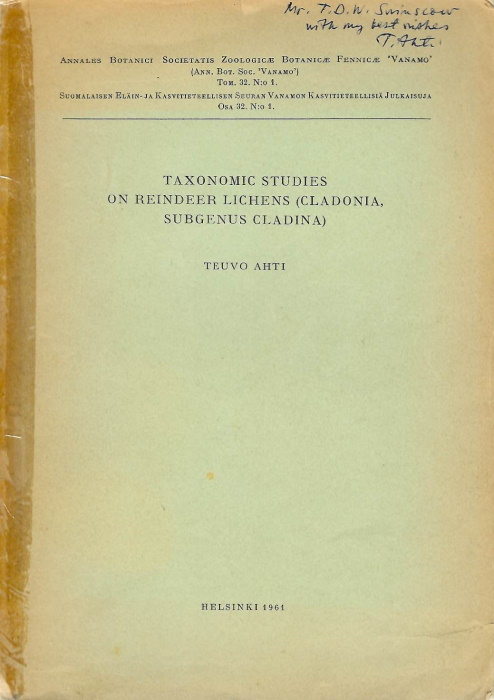 Mr. T.D.W. Swinscow
with my best wishes
T. Ahti.
ANNALES BOTANICI SOCIETATIS ZOOLOGICÆ BOTANICÆ FENNICÆ 'VANAMO'
(ANN. BOT. SOC. 'VANAMO')
TOM. 32. N:o 1.
SUOMALAISEN ELÄIN- JA KASVITIETEELLISEN SEURAN VANAMON KASVITIETEELLISIÄ JULKAISUJA
OSA 32. N:o 1.
TAXONOMIC STUDIES
ON REINDEER LICHENS (CLADONIA,
SUBGENUS CLADINA)
TEUVO AHTI
HELSINKI 1961